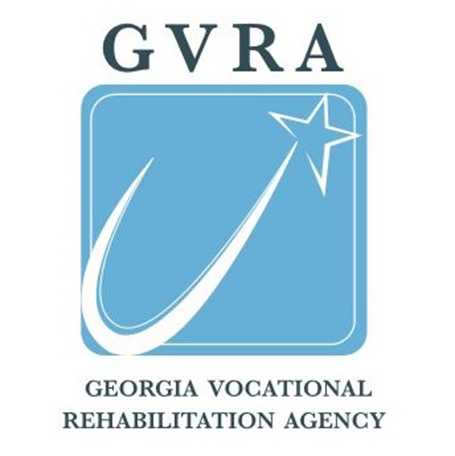 GVRA
GEORGIA VOCATIONAL
REHABILITATION AGENCY